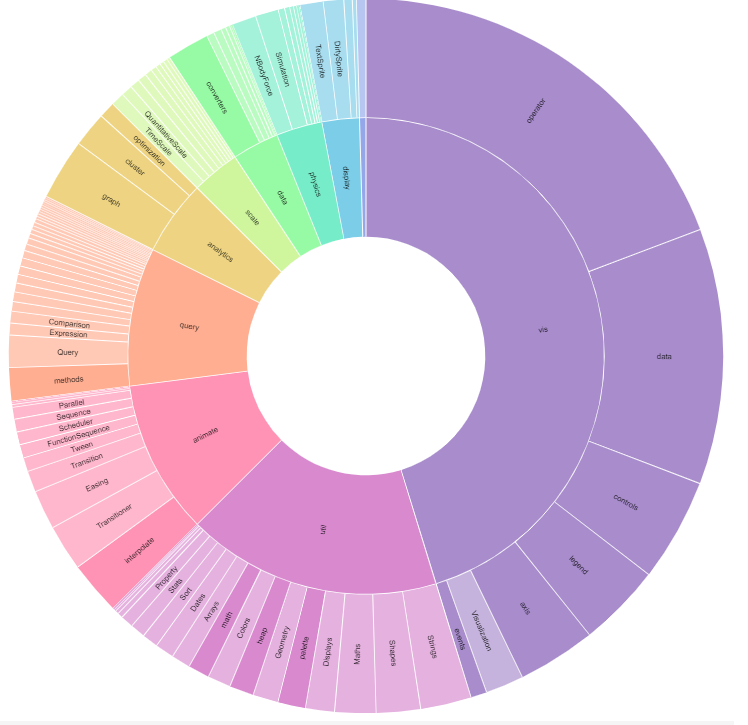 operator
vis
data
controls
legend
axis
Visualization
events
util
Strings
Shapes
Maths
Displays
palette
Geometry
heap
Colors
math
Arrays
Dates
Sort
Stats
Property
animate
interpolate
Transitioner
Easing
Transition
Tween
FunctionSequence
Scheduler
Sequence
Parallel
query
methods
Query
Expression
Comparison
analytics
graph
cluster
optimization
scale
TimeScale
QuantitativeScale
data
converters
physics
NBodyForce
Simulation
display
TextSprite
DirtySprite